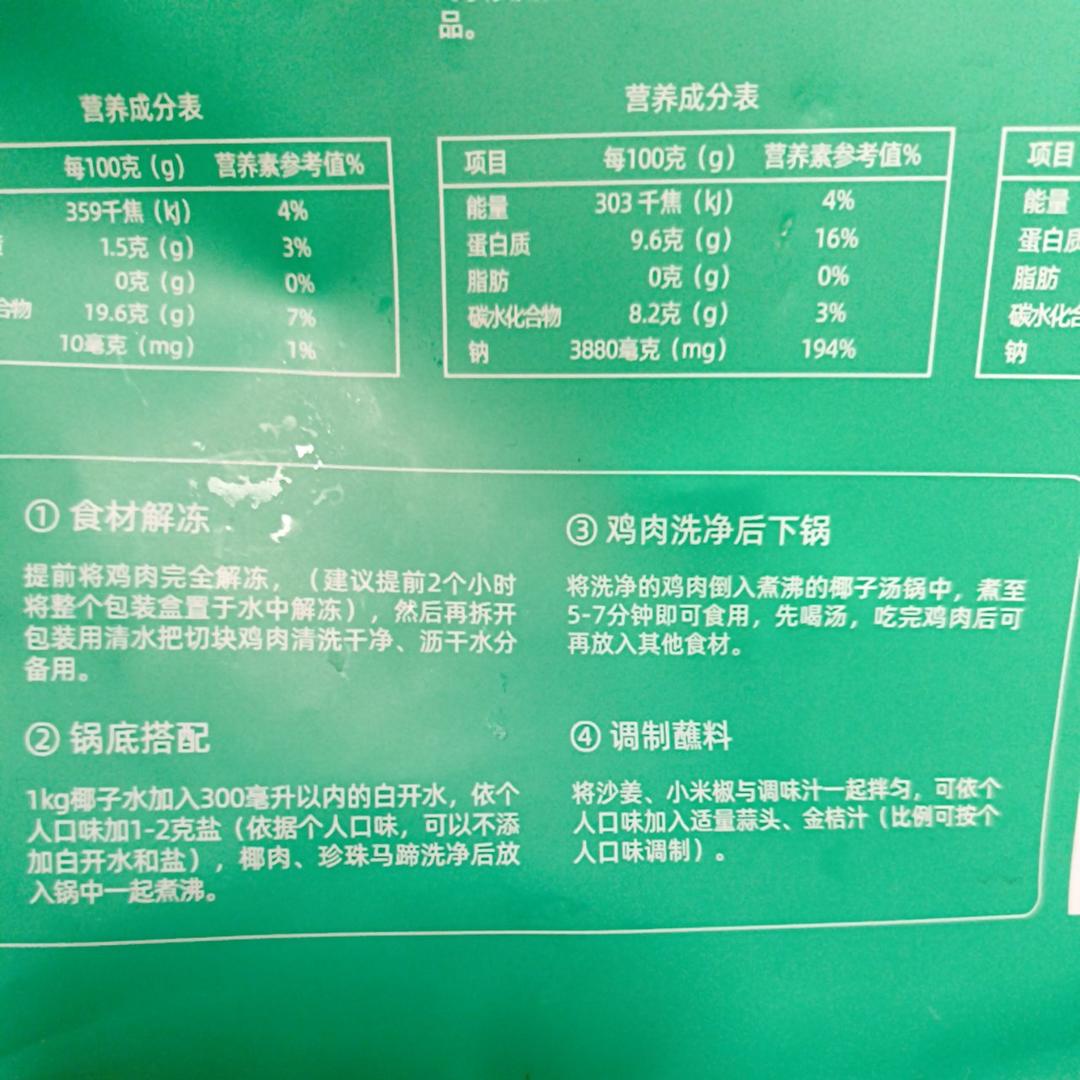 品。
营养成分表
每100克（g） 营养素参考值%
359千焦（kJ） 4%
1.5克（g） 3%
0克（g） 0%
合物 19.6克（g） 7%
10毫克（mg） 1%
营养成分表
项目 每100克（g） 营养素参考值%
能量 303 千焦（kJ） 4%
蛋白质 9.6克（g） 16%
脂肪 0克（g） 0%
碳水化合物 8.2克（g） 3%
钠 3880毫克（mg） 194%
项目
能量
蛋白质
脂肪
碳水化合
钠
① 食材解冻
提前将鸡肉完全解冻，（建议提前2个小时
将整个包装盒置于水中解冻），然后再拆开
包装用清水把切块鸡肉清洗干净、沥干水分
备用。
② 锅底搭配
1kg椰子水加入300毫升以内的白开水，依个
人口味加1-2克盐（依据个人口味，可以不添
加白开水和盐），椰肉、珍珠马蹄洗净后放
入锅中一起煮沸。
③ 鸡肉洗净后下锅
将洗净的鸡肉倒入煮沸的椰子汤锅中，煮至
5-7分钟即可食用，先喝汤，吃完鸡肉后可
再放入其他食材。
④ 调制蘸料
将沙姜、小米椒与调味汁一起拌匀，可依个
人口味加入适量蒜头、金桔汁（比例可按个
人口味调制）。